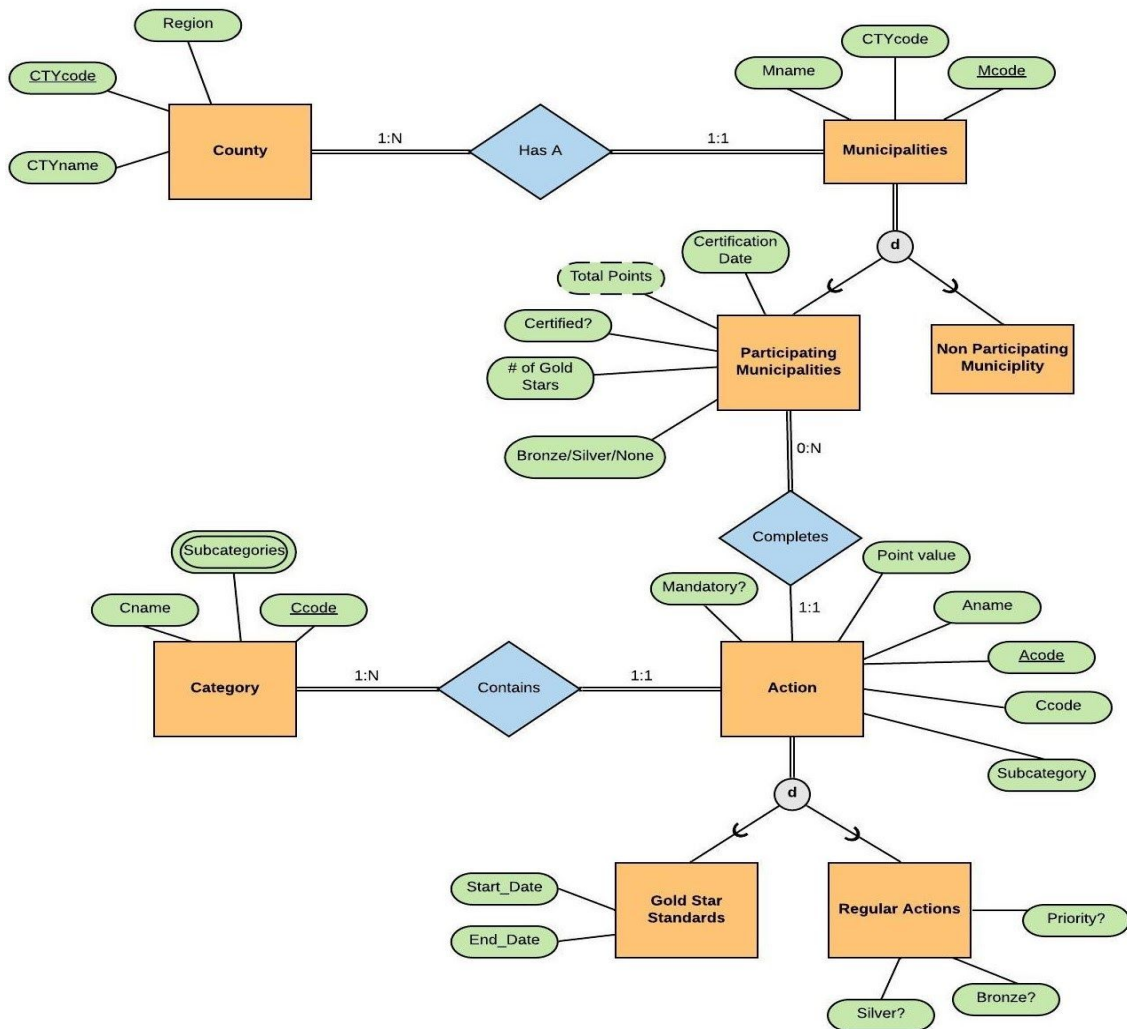 Region
CTYcode
CTYname
County
1:N
Has A
1:1
CTYcode
Mname
Mcode
Municipalities
d
Certification
Date
Total Points
Certified?
# of Gold
Stars
Bronze/Silver/None
Participating
Municipalities
Non Participating
Municiplity
0:N
Completes
1:1
Subcategories
Cname
Ccode
Category
1:N
Contains
1:1
Mandatory?
Point value
Aname
Acode
Ccode
Subcategory
Action
d
Start_Date
End_Date
Gold Star
Standards
Regular Actions
Priority?
Bronze?
Silver?